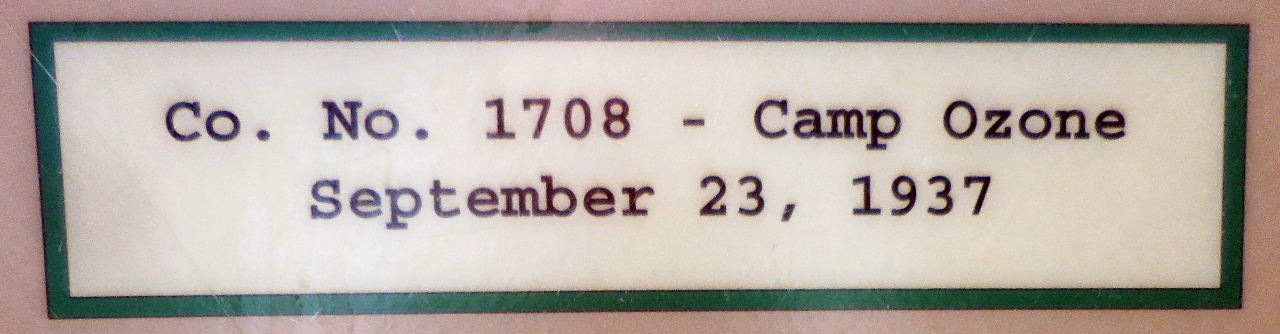 Co. No. 1708 - Camp Ozone
September 23, 1937